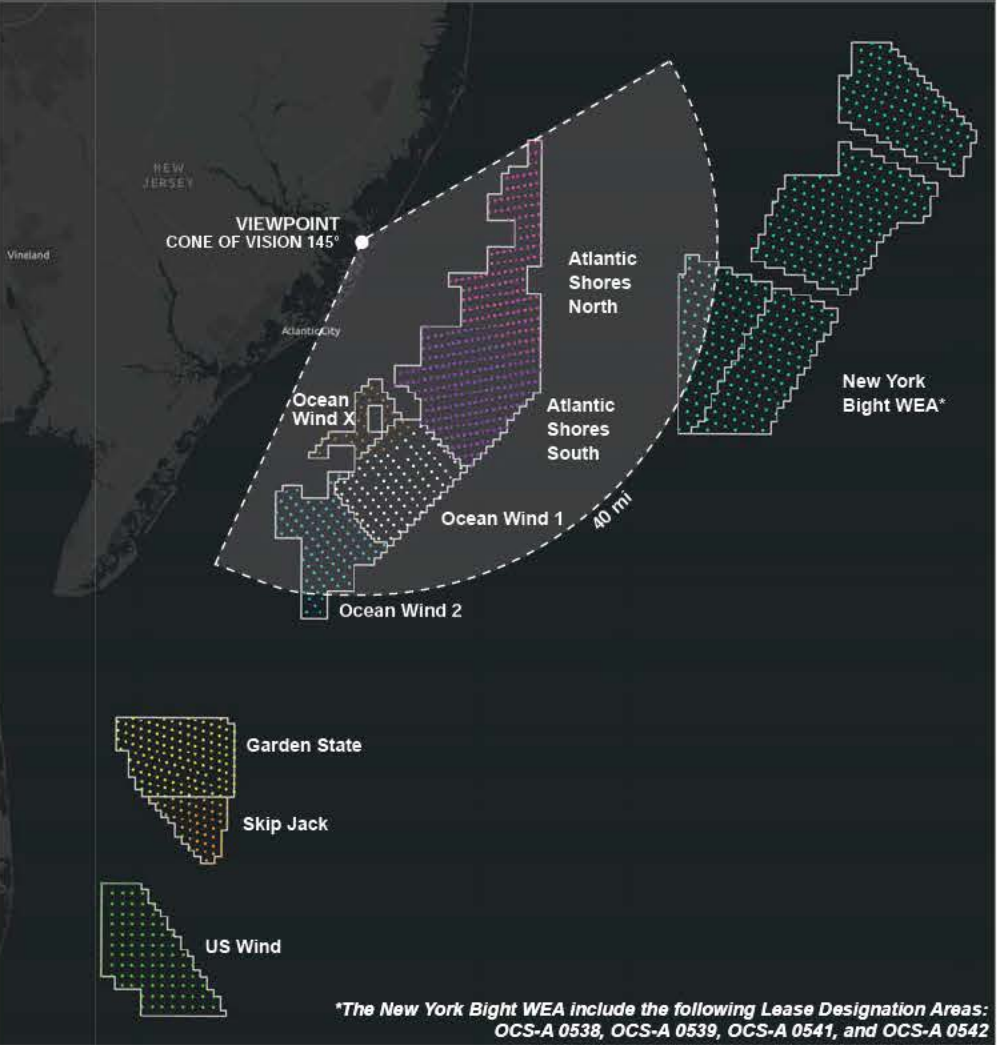 NEW
JERSEY
VIEWPOINT
CONE OF VISION 145°
Vineland
Atlantic City
Atlantic
Shores
North
Ocean
Wind X
Atlantic
Shores
South
New York
Bight WEA*
40 mi
Ocean Wind 1
Ocean Wind 2
Garden State
Skip Jack
US Wind
*The New York Bight WEA include the following Lease Designation Areas:
OCS-A 0538, OCS-A 0539, OCS-A 0541, and OCS-A 0542